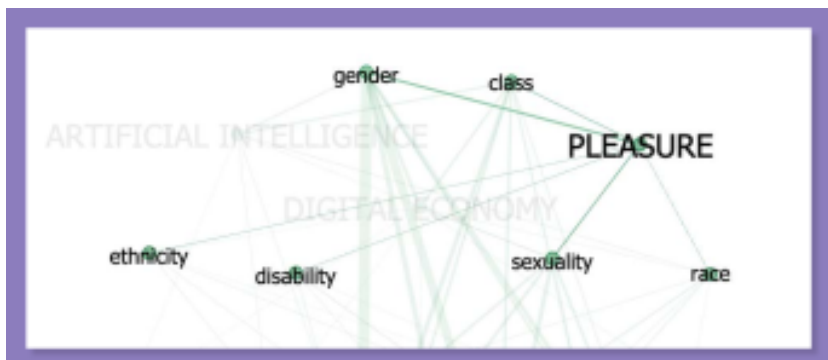 gender
class
ARTIFICIAL INTELLIGENCE
PLEASURE
DIGITAL ECONOMY
ethnicity
disability
sexuality
race